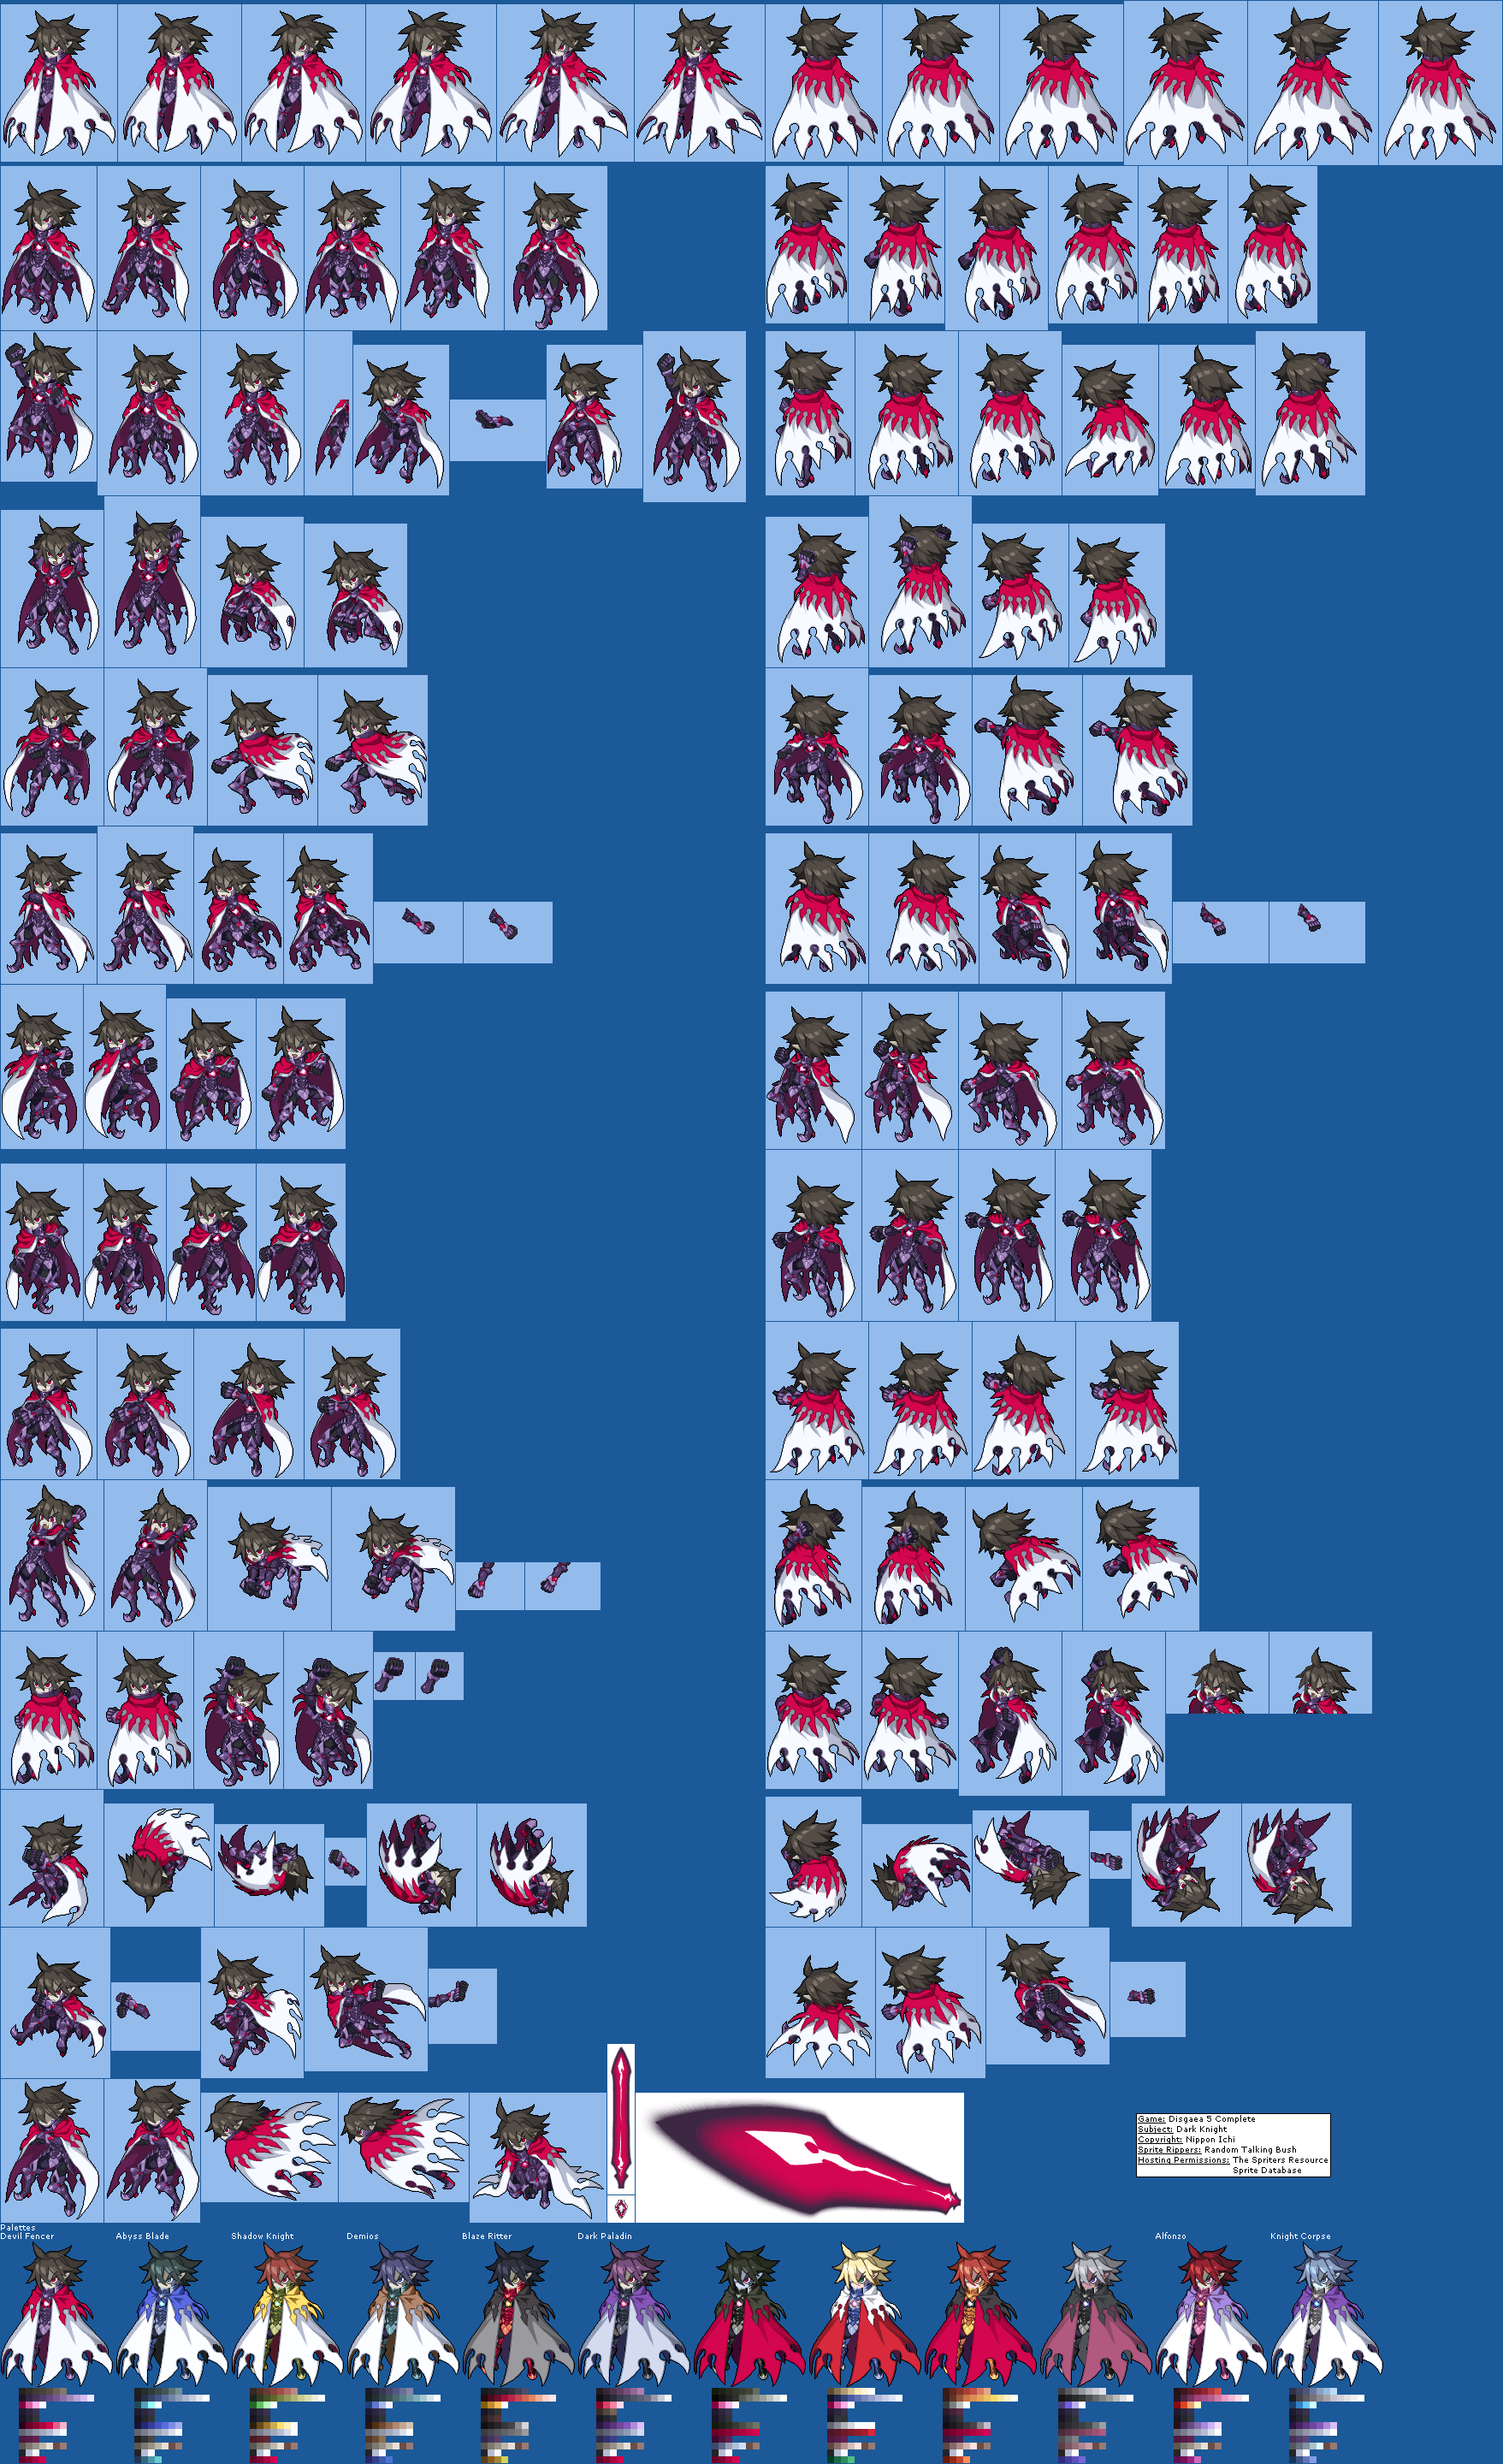 Game: Disgaea 5 Complete
Subject: Dark Knight
Copyright: Nippon Ichi
Sprite Rippers: Random Talking Bush
Hosting Permissions: The Spriters Resource
Sprite Database
Palettes
Devil Fencer Abyss Blade Shadow Knight Demios Blaze Ritter Dark Paladin Alfonzo Knight Corpse